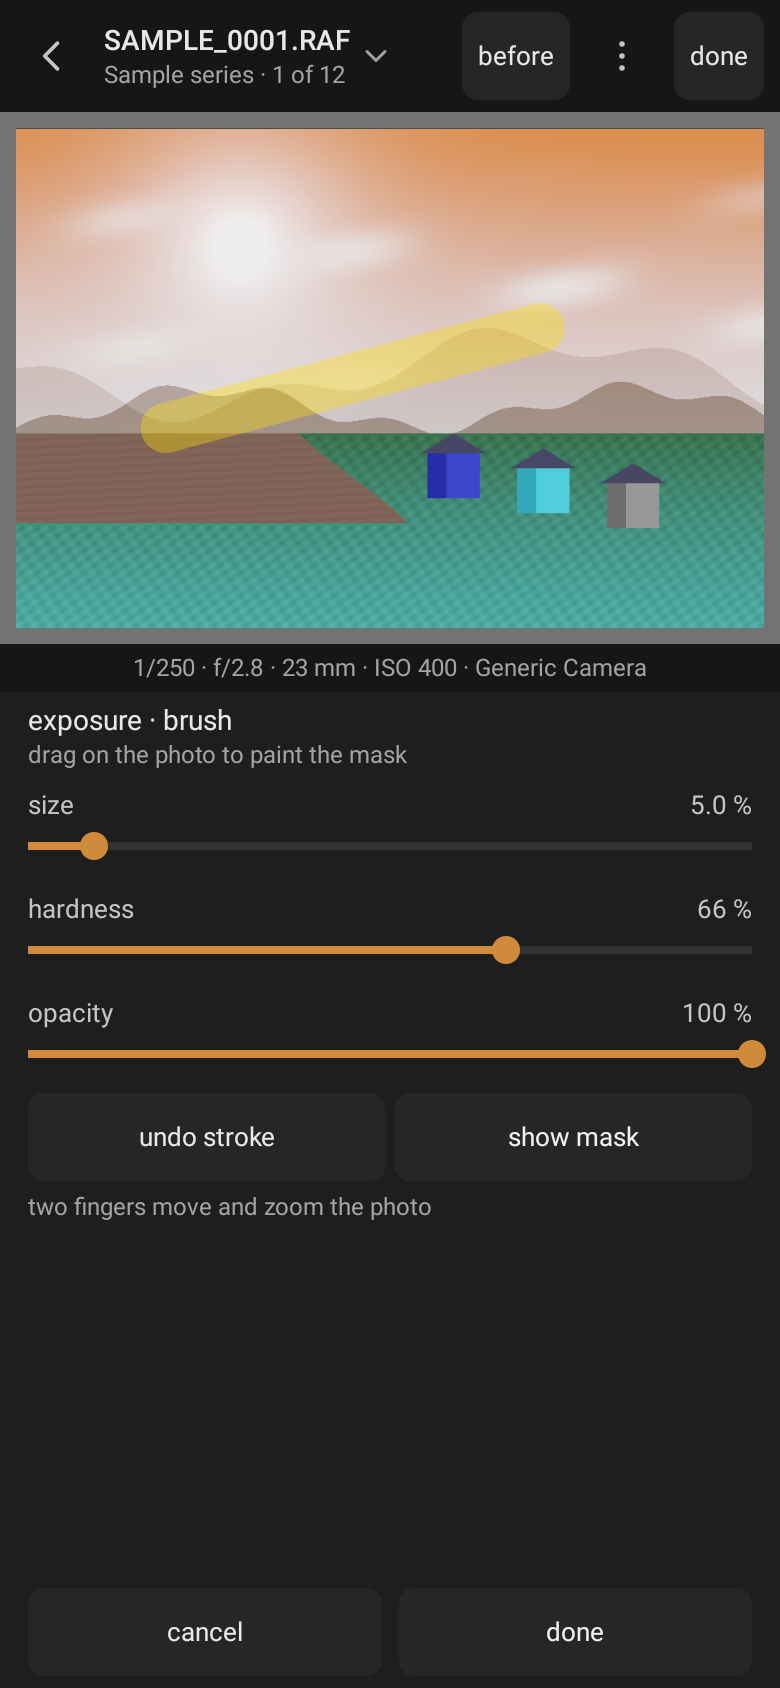 SAMPLE_0001.RAF
Sample series · 1 of 12
before
done
1/250 · f/2.8 · 23 mm · ISO 400 · Generic Camera
exposure · brush
drag on the photo to paint the mask
size 5.0 %
hardness 66 %
opacity 100 %
undo stroke show mask
two fingers move and zoom the photo
cancel done